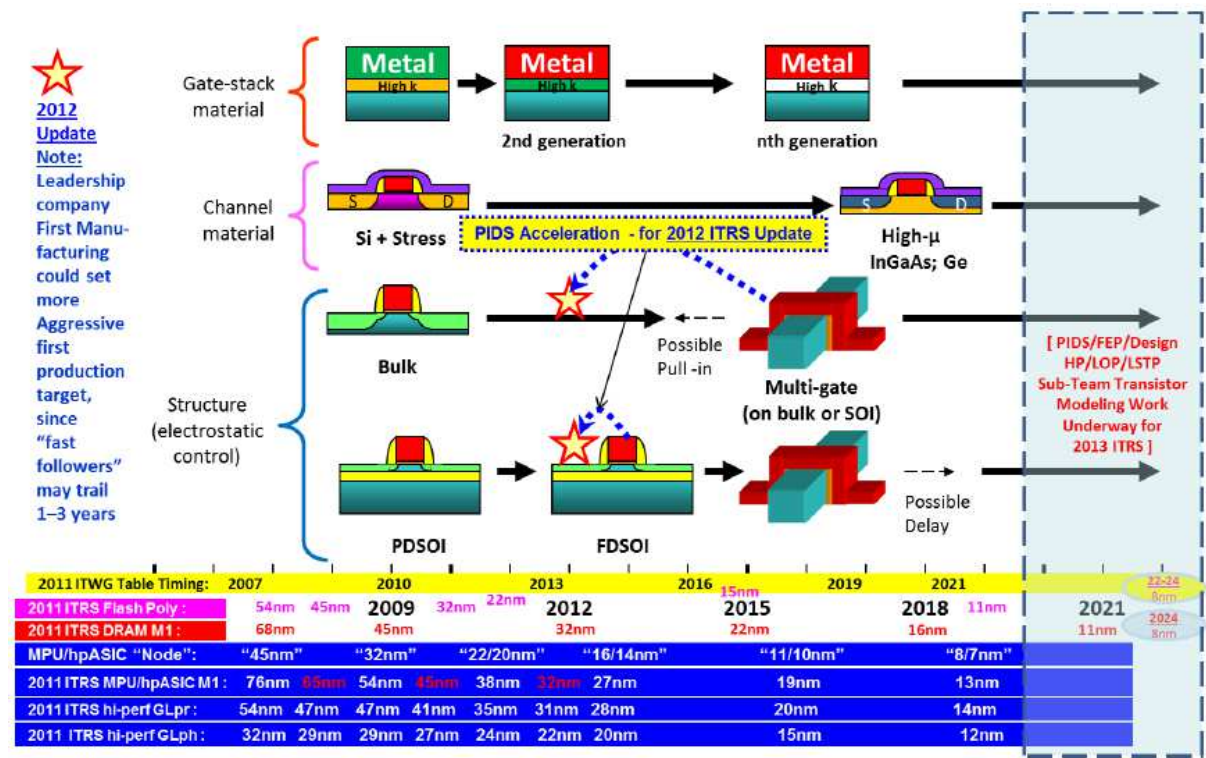 2012
Update
Note:
Leadership
company
First Manu-
facturing
could set
more
Aggressive
first
production
target,
since
“fast
followers”
may trail
1–3 years
Gate-stack
material
Metal
High k
Metal
High k
2nd generation
Metal
High k
nth generation
Channel
material
S D
Si + Stress
PIDS Acceleration - for 2012 ITRS Update
S D
High-μ
InGaAs; Ge
Structure
(electrostatic
control)
Bulk
Possible
Pull -in
Multi-gate
(on bulk or SOI)
PDSOI
FDSOI
Possible
Delay
[ PIDS/FEP/Design
HP/LOP/LSTP
Sub-Team Transistor
Modeling Work
Underway for
2013 ITRS ]
2011 ITWG Table Timing: 2007 2010 2013 2016 2019 2021 22-24
8nm
2011 ITRS Flash Poly : 54nm 45nm 2009 32nm 22nm 2012 15nm 2015 2018 11nm 2021 2024
2011 ITRS DRAM M1 : 68nm 45nm 32nm 22nm 16nm 11nm 8nm
MPU/hpASIC “Node”: “45nm” “32nm” “22/20nm” “16/14nm” “11/10nm” “8/7nm”
2011 ITRS MPU/hpASIC M1 : 76nm 65nm 54nm 45nm 38nm 32nm 27nm 19nm 13nm
2011 ITRS hi-perf GLpr : 54nm 47nm 47nm 41nm 35nm 31nm 28nm 20nm 14nm
2011 ITRS hi-perf GLph : 32nm 29nm 29nm 27nm 24nm 22nm 20nm 15nm 12nm